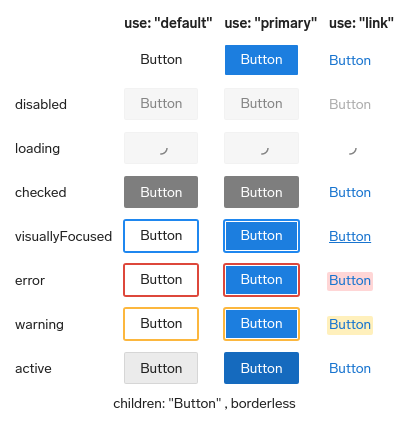 use: "default" use: "primary" use: "link"
Button Button Button
disabled Button Button Button
loading
checked Button Button Button
visuallyFocused Button Button Button
error Button Button Button
warning Button Button Button
active Button Button Button
children: "Button" , borderless